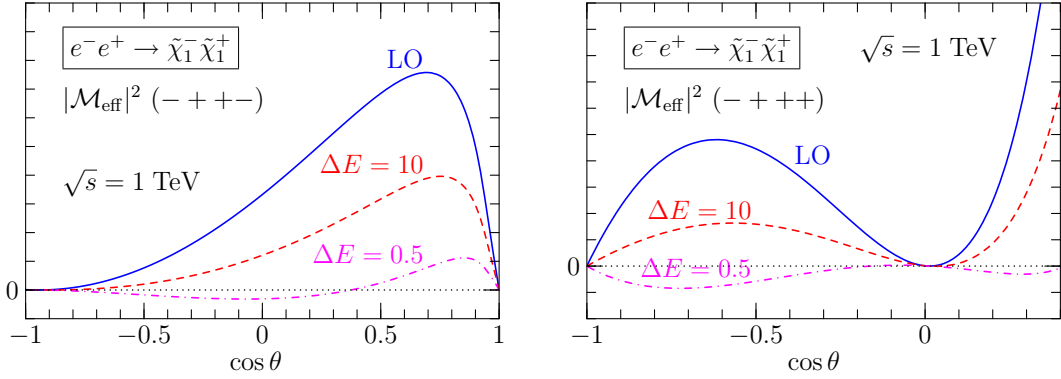 e⁻e⁺ → χ̃₁⁻ χ̃₁⁺
|ℳ_eff|² (− + +−)
√s = 1 TeV
LO
ΔE = 10
ΔE = 0.5
0
−1 −0.5 0 0.5 1
cos θ
e⁻e⁺ → χ̃₁⁻ χ̃₁⁺
√s = 1 TeV
|ℳ_eff|² (− + ++)
LO
ΔE = 10
ΔE = 0.5
0
−1 −0.5 0
cos θ